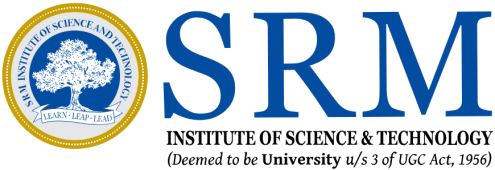 SRM INSTITUTE OF SCIENCE AND TECHNOLOGY
LEARN · LEAP · LEAD
SRM
INSTITUTE OF SCIENCE & TECHNOLOGY
(Deemed to be University u/s 3 of UGC Act, 1956)